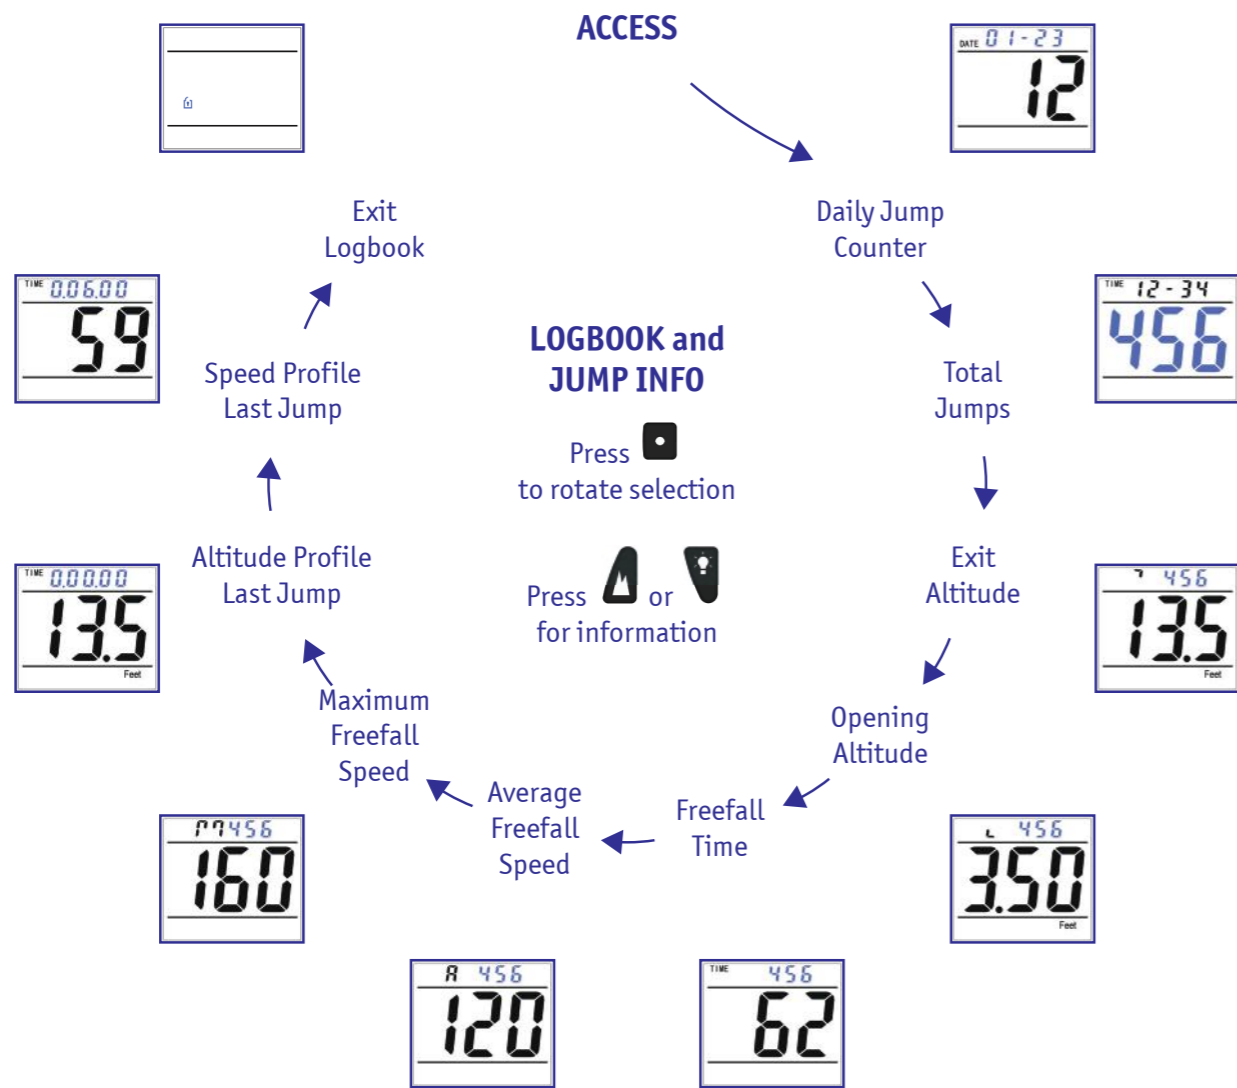 ACCESS
DATE 01-23
12
Daily Jump
Counter
TIME 12-34
456
Total
Jumps
456
13.5
Feet
Exit
Altitude
456
3.50
Feet
Opening
Altitude
TIME 456
62
Freefall
Time
A 456
120
Average
Freefall
Speed
456
160
Maximum
Freefall
Speed
TIME 0.00.00
13.5
Feet
Altitude Profile
Last Jump
TIME 0.06.00
59
Speed Profile
Last Jump
Exit
Logbook
LOGBOOK and
JUMP INFO
Press
to rotate selection
Press or
for information